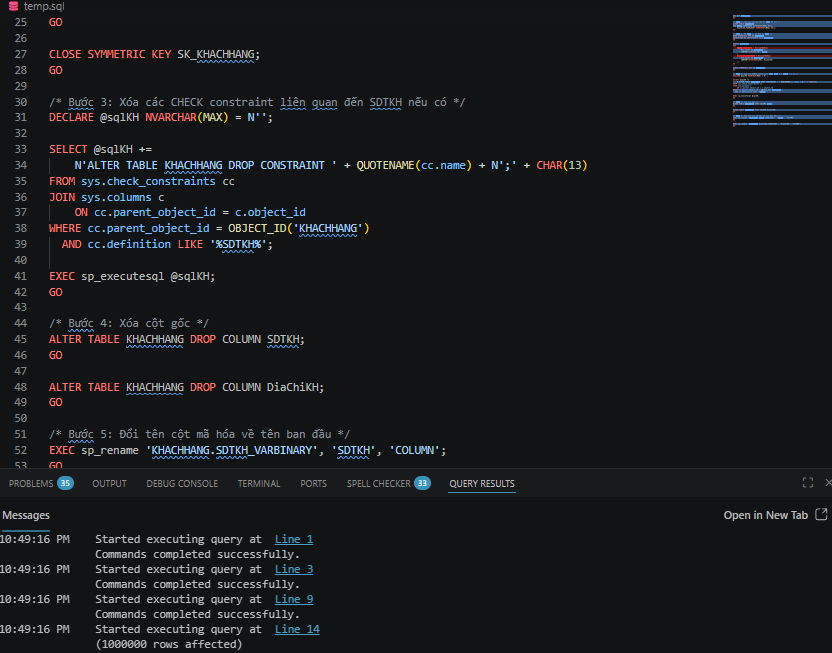 temp.sql
25 GO
26
27 CLOSE SYMMETRIC KEY SK_KHACHHANG;
28 GO
29
30 /* Bước 3: Xóa các CHECK constraint liên quan đến SDTKH nếu có */
31 DECLARE @sqlKH NVARCHAR(MAX) = N'';
32
33 SELECT @sqlKH +=
34 N'ALTER TABLE KHACHHANG DROP CONSTRAINT ' + QUOTENAME(cc.name) + N';' + CHAR(13)
35 FROM sys.check_constraints cc
36 JOIN sys.columns c
37 ON cc.parent_object_id = c.object_id
38 WHERE cc.parent_object_id = OBJECT_ID('KHACHHANG')
39 AND cc.definition LIKE '%SDTKH%';
40
41 EXEC sp_executesql @sqlKH;
42 GO
43
44 /* Bước 4: Xóa cột gốc */
45 ALTER TABLE KHACHHANG DROP COLUMN SDTKH;
46 GO
47
48 ALTER TABLE KHACHHANG DROP COLUMN DiaChiKH;
49 GO
50
51 /* Bước 5: Đổi tên cột mã hóa về tên ban đầu */
52 EXEC sp_rename 'KHACHHANG.SDTKH_VARBINARY', 'SDTKH', 'COLUMN';
53 GO
PROBLEMS 35 OUTPUT DEBUG CONSOLE TERMINAL PORTS SPELL CHECKER 33 QUERY RESULTS
Messages Open in New Tab
10:49:16 PM Started executing query at Line 1
Commands completed successfully.
10:49:16 PM Started executing query at Line 3
Commands completed successfully.
10:49:16 PM Started executing query at Line 9
Commands completed successfully.
10:49:16 PM Started executing query at Line 14
(1000000 rows affected)